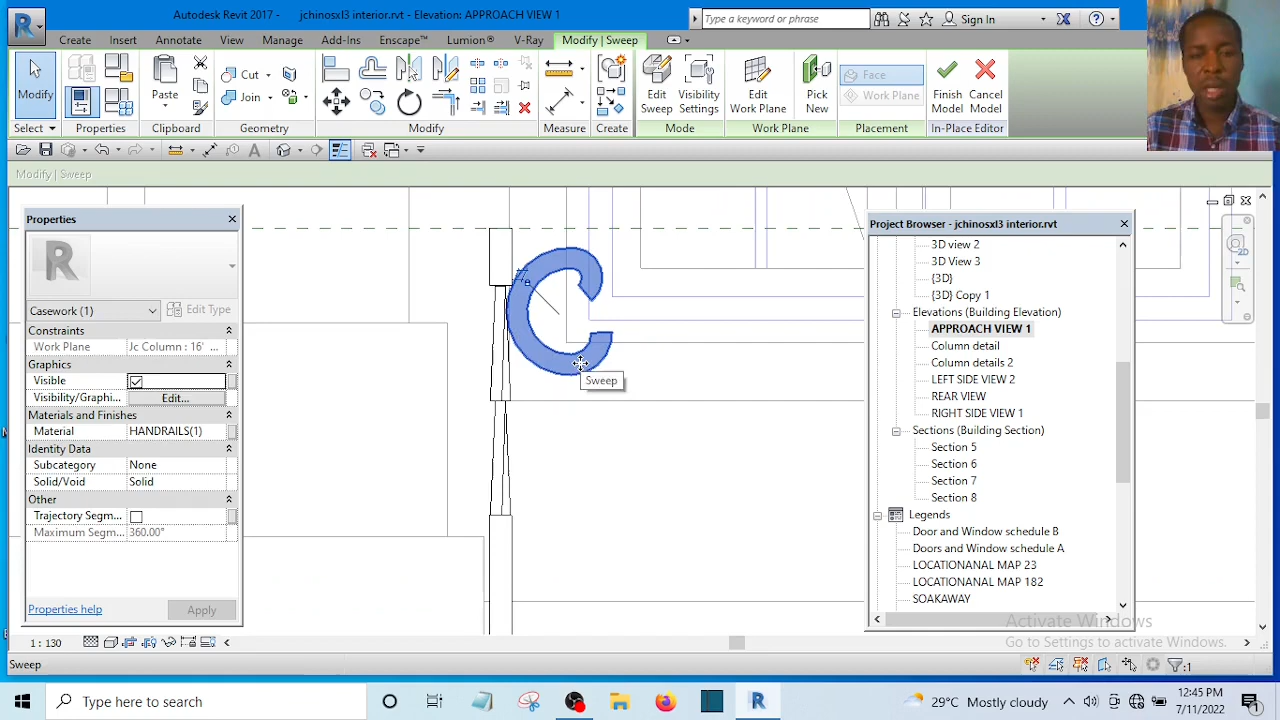 Autodesk Revit 2017 - jchinosxl3 interior.rvt - Elevation: APPROACH VIEW 1
Type a keyword or phrase
Sign In
Create Insert Annotate View Manage Add-Ins Enscape™ Lumion® V-Ray Modify | Sweep
Modify
Paste
Cut
Join
Edit Sweep
Visibility Settings
Edit Work Plane
Pick New
Face
Work Plane
Finish Model
Cancel Model
Select Properties Clipboard Geometry Modify Measure Create Mode Work Plane Placement In-Place Editor
Modify | Sweep
Properties
Casework (1)
Edit Type
Constraints
Work Plane Jc Column : 16' ...
Graphics
Visible
Visibility/Graphi... Edit...
Materials and Finishes
Material HANDRAILS(1)
Identity Data
Subcategory None
Solid/Void Solid
Other
Trajectory Segm...
Maximum Segm... 360.00°
Properties help
Apply
Sweep
Project Browser - jchinosxl3 interior.rvt
3D view 2
3D View 3
{3D}
{3D} Copy 1
Elevations (Building Elevation)
APPROACH VIEW 1
Column detail
Column details 2
LEFT SIDE VIEW 2
REAR VIEW
RIGHT SIDE VIEW 1
Sections (Building Section)
Section 5
Section 6
Section 7
Section 8
Legends
Door and Window schedule B
Doors and Window schedule A
LOCATIONANAL MAP 23
LOCATIONANAL MAP 182
SOAKAWAY
2D
Activate Windows
Go to Settings to activate Windows.
1 : 130
Sweep
:1
Type here to search
29°C Mostly cloudy
12:45 PM
7/11/2022